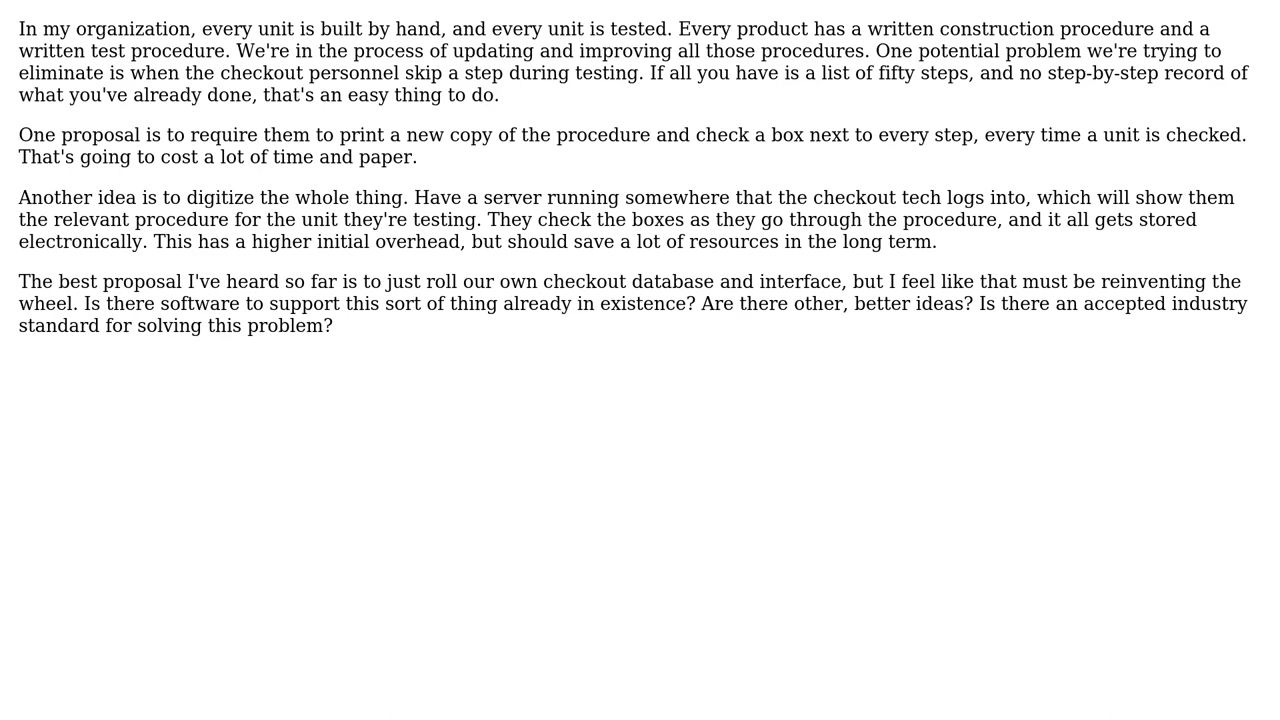 In my organization, every unit is built by hand, and every unit is tested. Every product has a written construction procedure and a
written test procedure. We're in the process of updating and improving all those procedures. One potential problem we're trying to
eliminate is when the checkout personnel skip a step during testing. If all you have is a list of fifty steps, and no step-by-step record of
what you've already done, that's an easy thing to do.
One proposal is to require them to print a new copy of the procedure and check a box next to every step, every time a unit is checked.
That's going to cost a lot of time and paper.
Another idea is to digitize the whole thing. Have a server running somewhere that the checkout tech logs into, which will show them
the relevant procedure for the unit they're testing. They check the boxes as they go through the procedure, and it all gets stored
electronically. This has a higher initial overhead, but should save a lot of resources in the long term.
The best proposal I've heard so far is to just roll our own checkout database and interface, but I feel like that must be reinventing the
wheel. Is there software to support this sort of thing already in existence? Are there other, better ideas? Is there an accepted industry
standard for solving this problem?